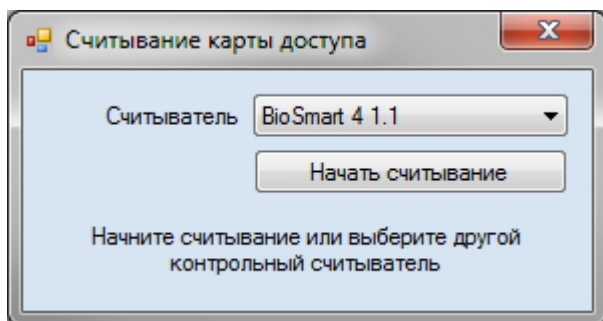 Считывание карты доступа
Считыватель BioSmart 4 1.1
Начать считывание
Начните считывание или выберите другой
контрольный считыватель